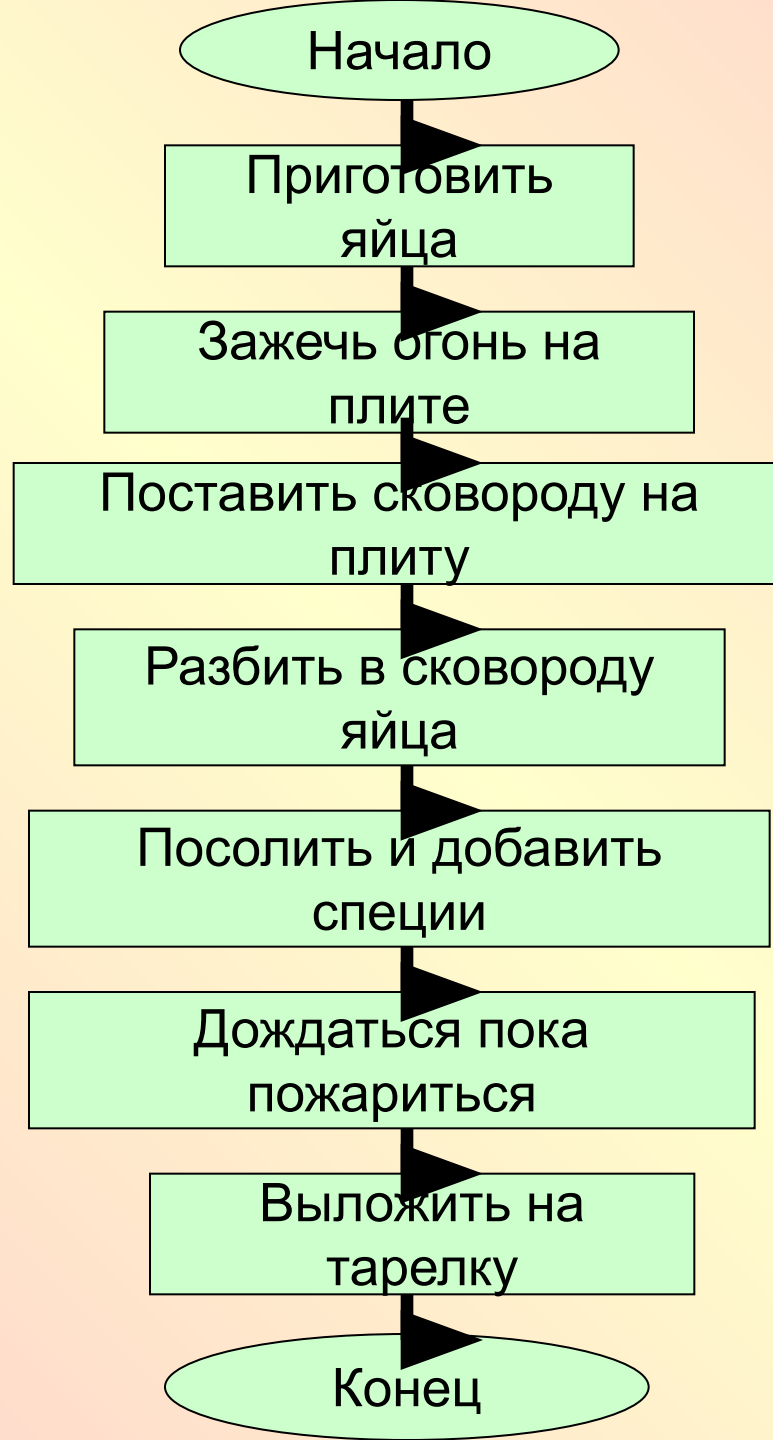 Начало
Приготовить
яйца
Зажечь огонь на
плите
Поставить сковороду на
плиту
Разбить в сковороду
яйца
Посолить и добавить
специи
Дождаться пока
пожариться
Выложить на
тарелку
Конец